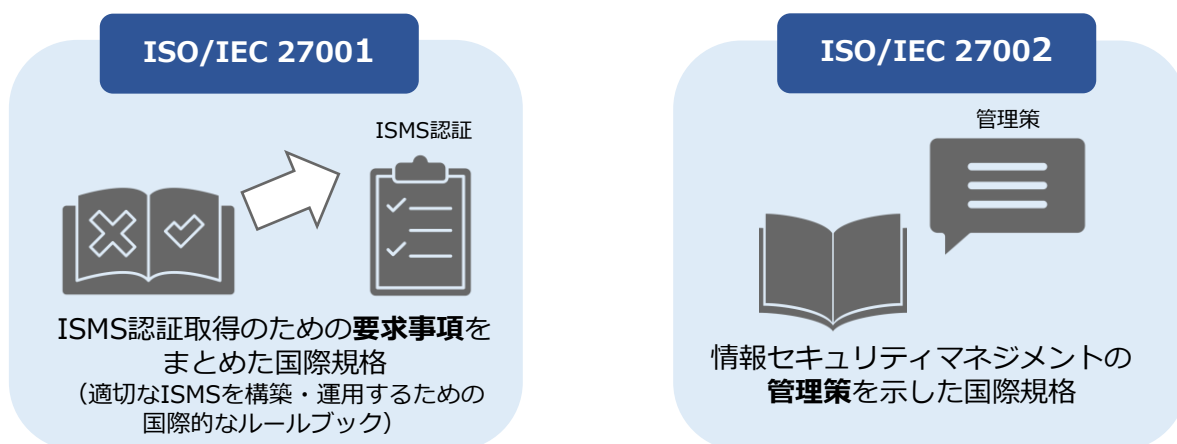 ISO/IEC 27001
ISMS認証
ISMS認証取得のための要求事項を
まとめた国際規格
（適切なISMSを構築・運用するための
国際的なルールブック）
ISO/IEC 27002
管理策
情報セキュリティマネジメントの
管理策を示した国際規格